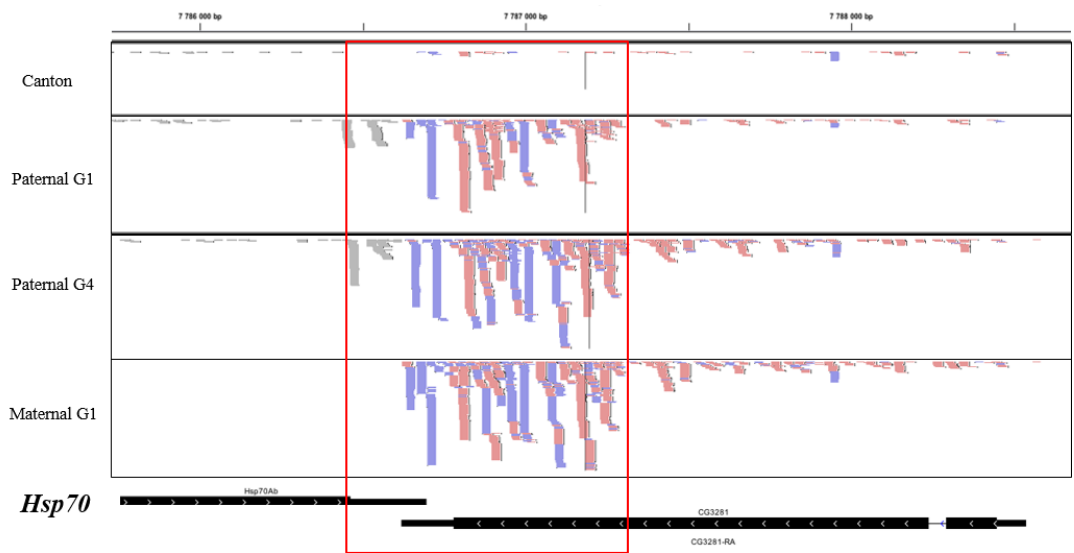 7 786 000 bp 7 787 000 bp 7 788 000 bp
Canton
Paternal G1
Paternal G4
Maternal G1
Hsp70
Hsp70Ab
CG3281
CG3281-RA